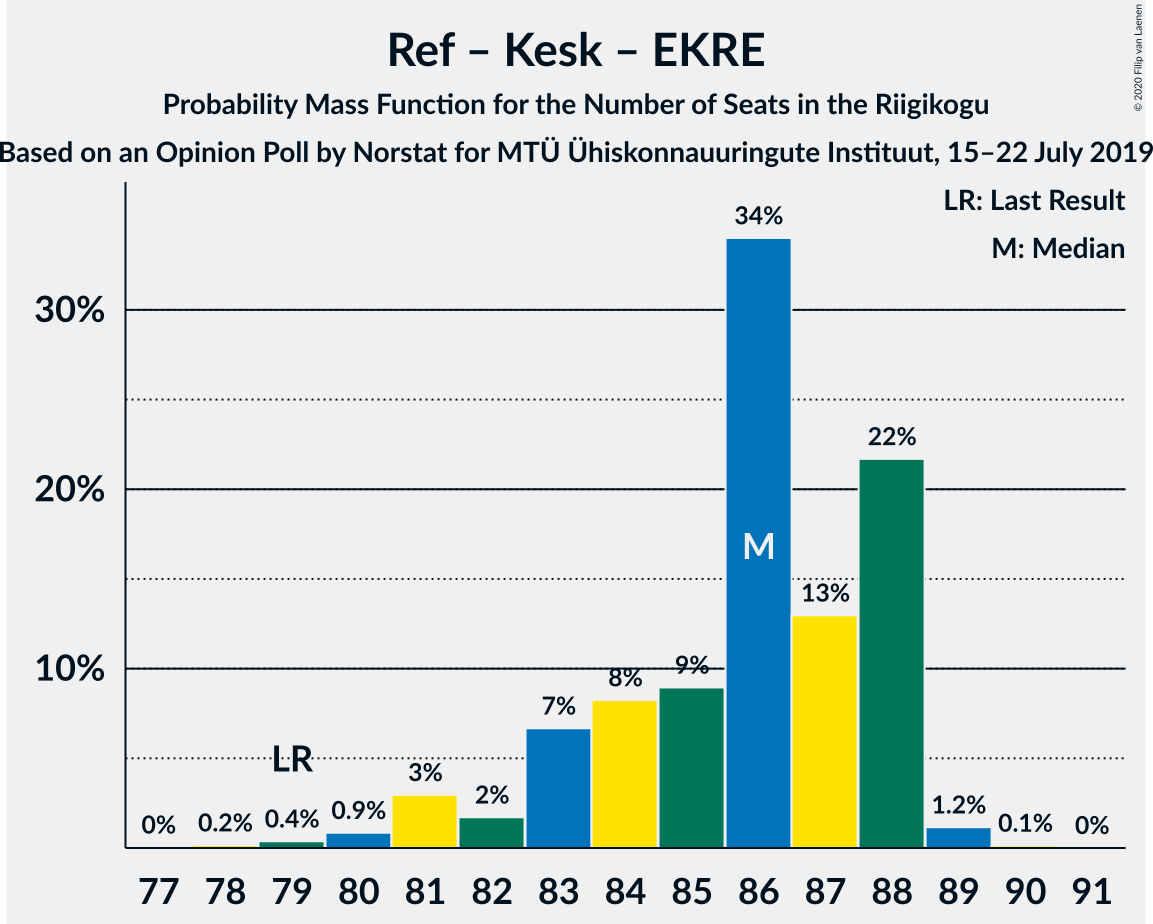 Ref – Kesk – EKRE
Probability Mass Function for the Number of Seats in the Riigikogu
Based on an Opinion Poll by Norstat for MTÜ Ühiskonnauuringute Instituut, 15–22 July 2019
© 2020 Filip van Laenen
LR: Last Result
M: Median
34%
30%
22%
20%
M
13%
10%
9%
8%
7%
LR
3%
2%
0.9%
1.2%
0.4%
0.2%
0.1%
0%
0%
77 78 79 80 81 82 83 84 85 86 87 88 89 90 91